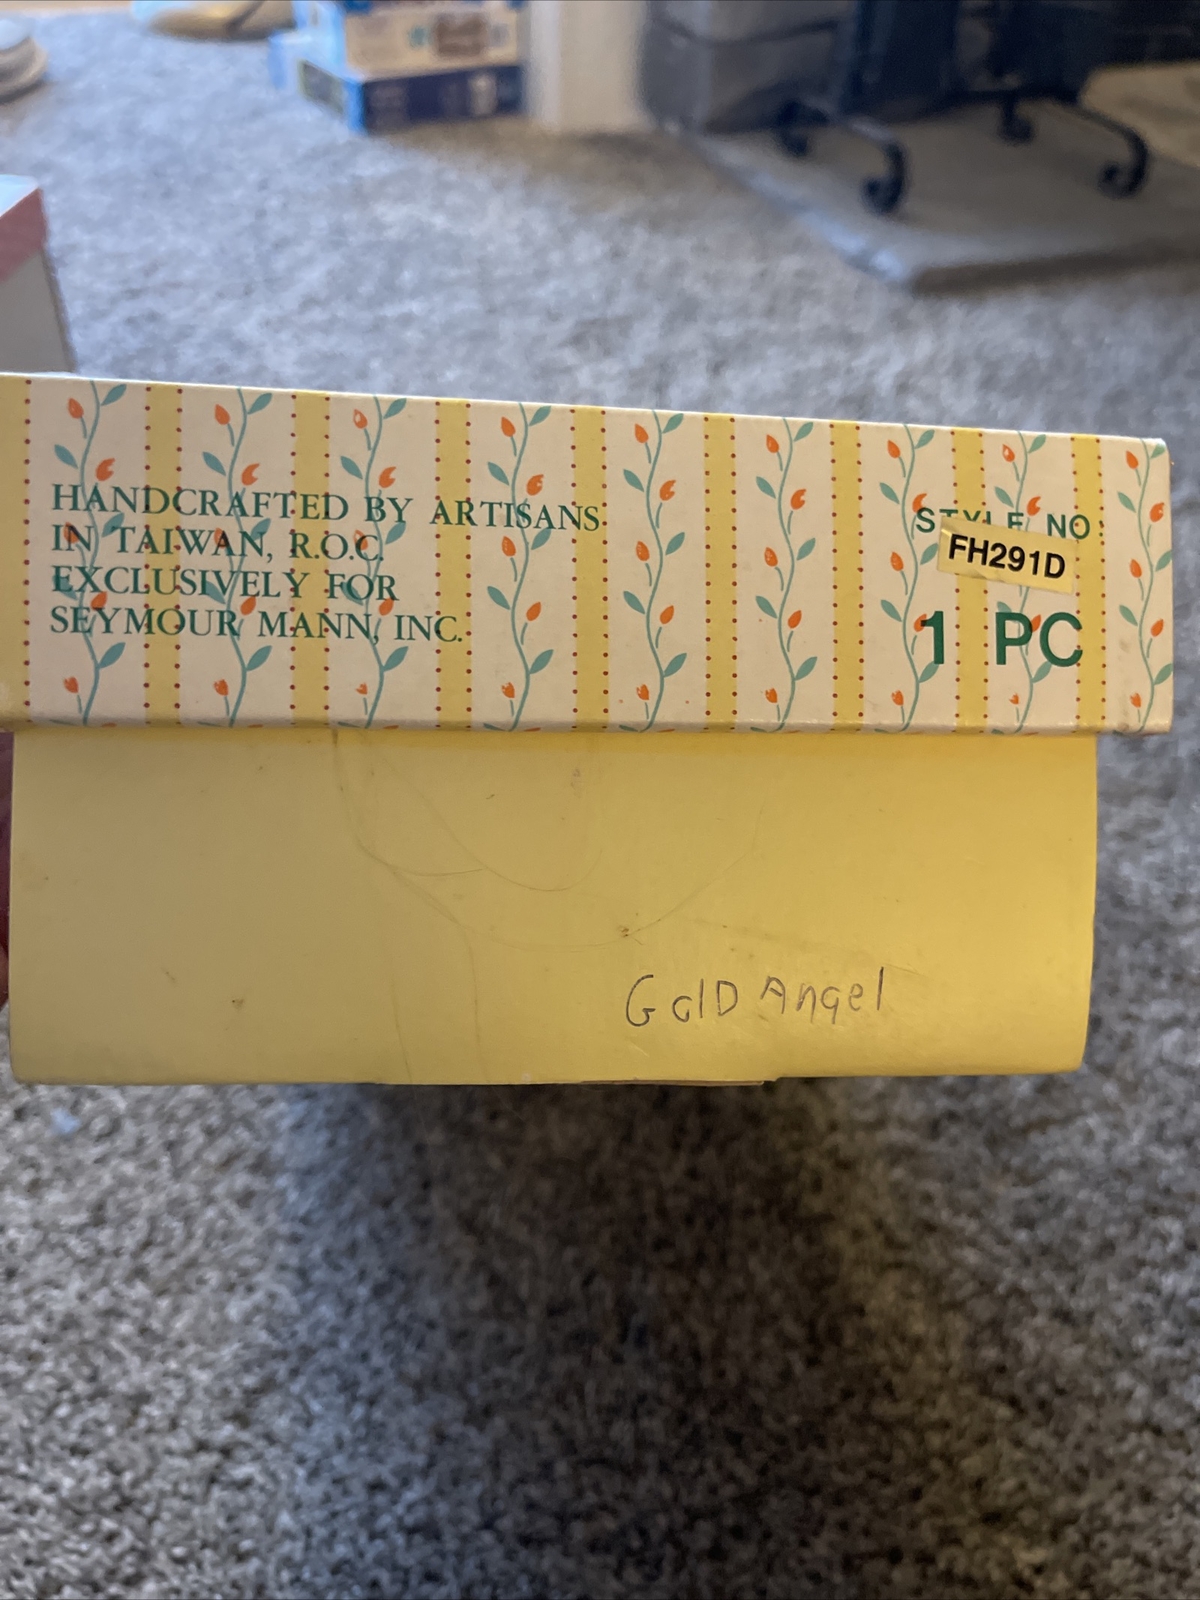 HANDCRAFTED BY ARTISANS
IN TAIWAN, R.O.C.
EXCLUSIVELY FOR
SEYMOUR MANN, INC.
STYLE NO:
FH291D
1 PC
GolD Angel